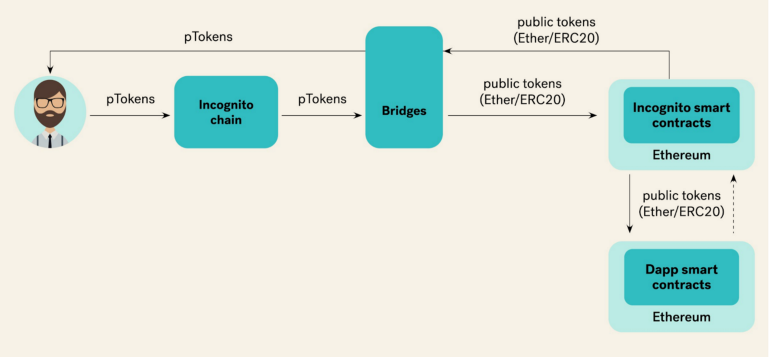 public tokens
(Ether/ERC20)
pTokens
pTokens
Incognito
chain
pTokens
Bridges
public tokens
(Ether/ERC20)
Incognito smart
contracts
Ethereum
public tokens
(Ether/ERC20)
Dapp smart
contracts
Ethereum